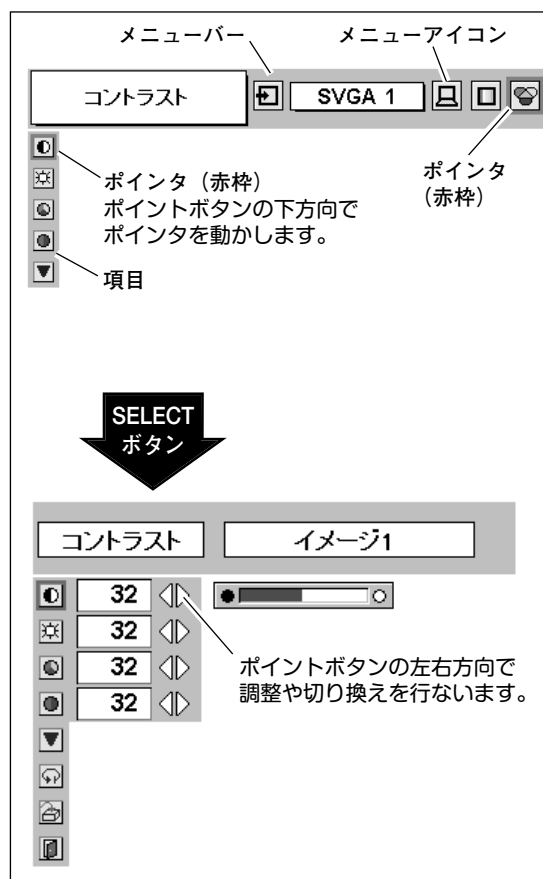 メニューバー
メニューアイコン
コントラスト
SVGA 1
ポインタ（赤枠）
ポイントボタンの下方向で
ポインタを動かします。
ポインタ
（赤枠）
項目
SELECT
ボタン
コントラスト
イメージ1
32
32
32
32
ポイントボタンの左右方向で
調整や切り換えを行ないます。